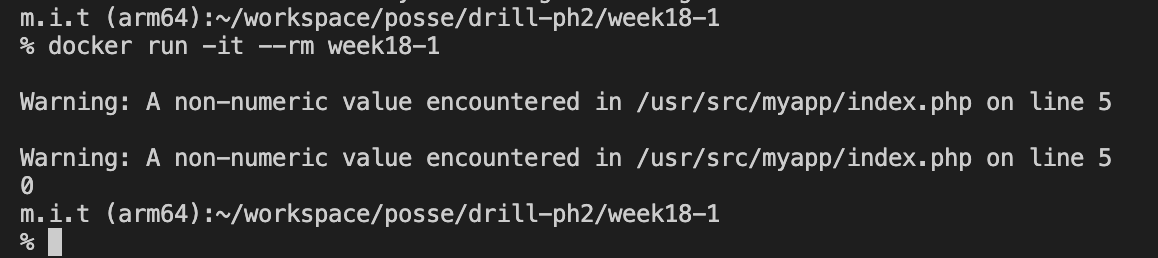 m.i.t (arm64):~/workspace/posse/drill-ph2/week18-1
% docker run -it --rm week18-1
Warning: A non-numeric value encountered in /usr/src/myapp/index.php on line 5
Warning: A non-numeric value encountered in /usr/src/myapp/index.php on line 5
0
m.i.t (arm64):~/workspace/posse/drill-ph2/week18-1
%